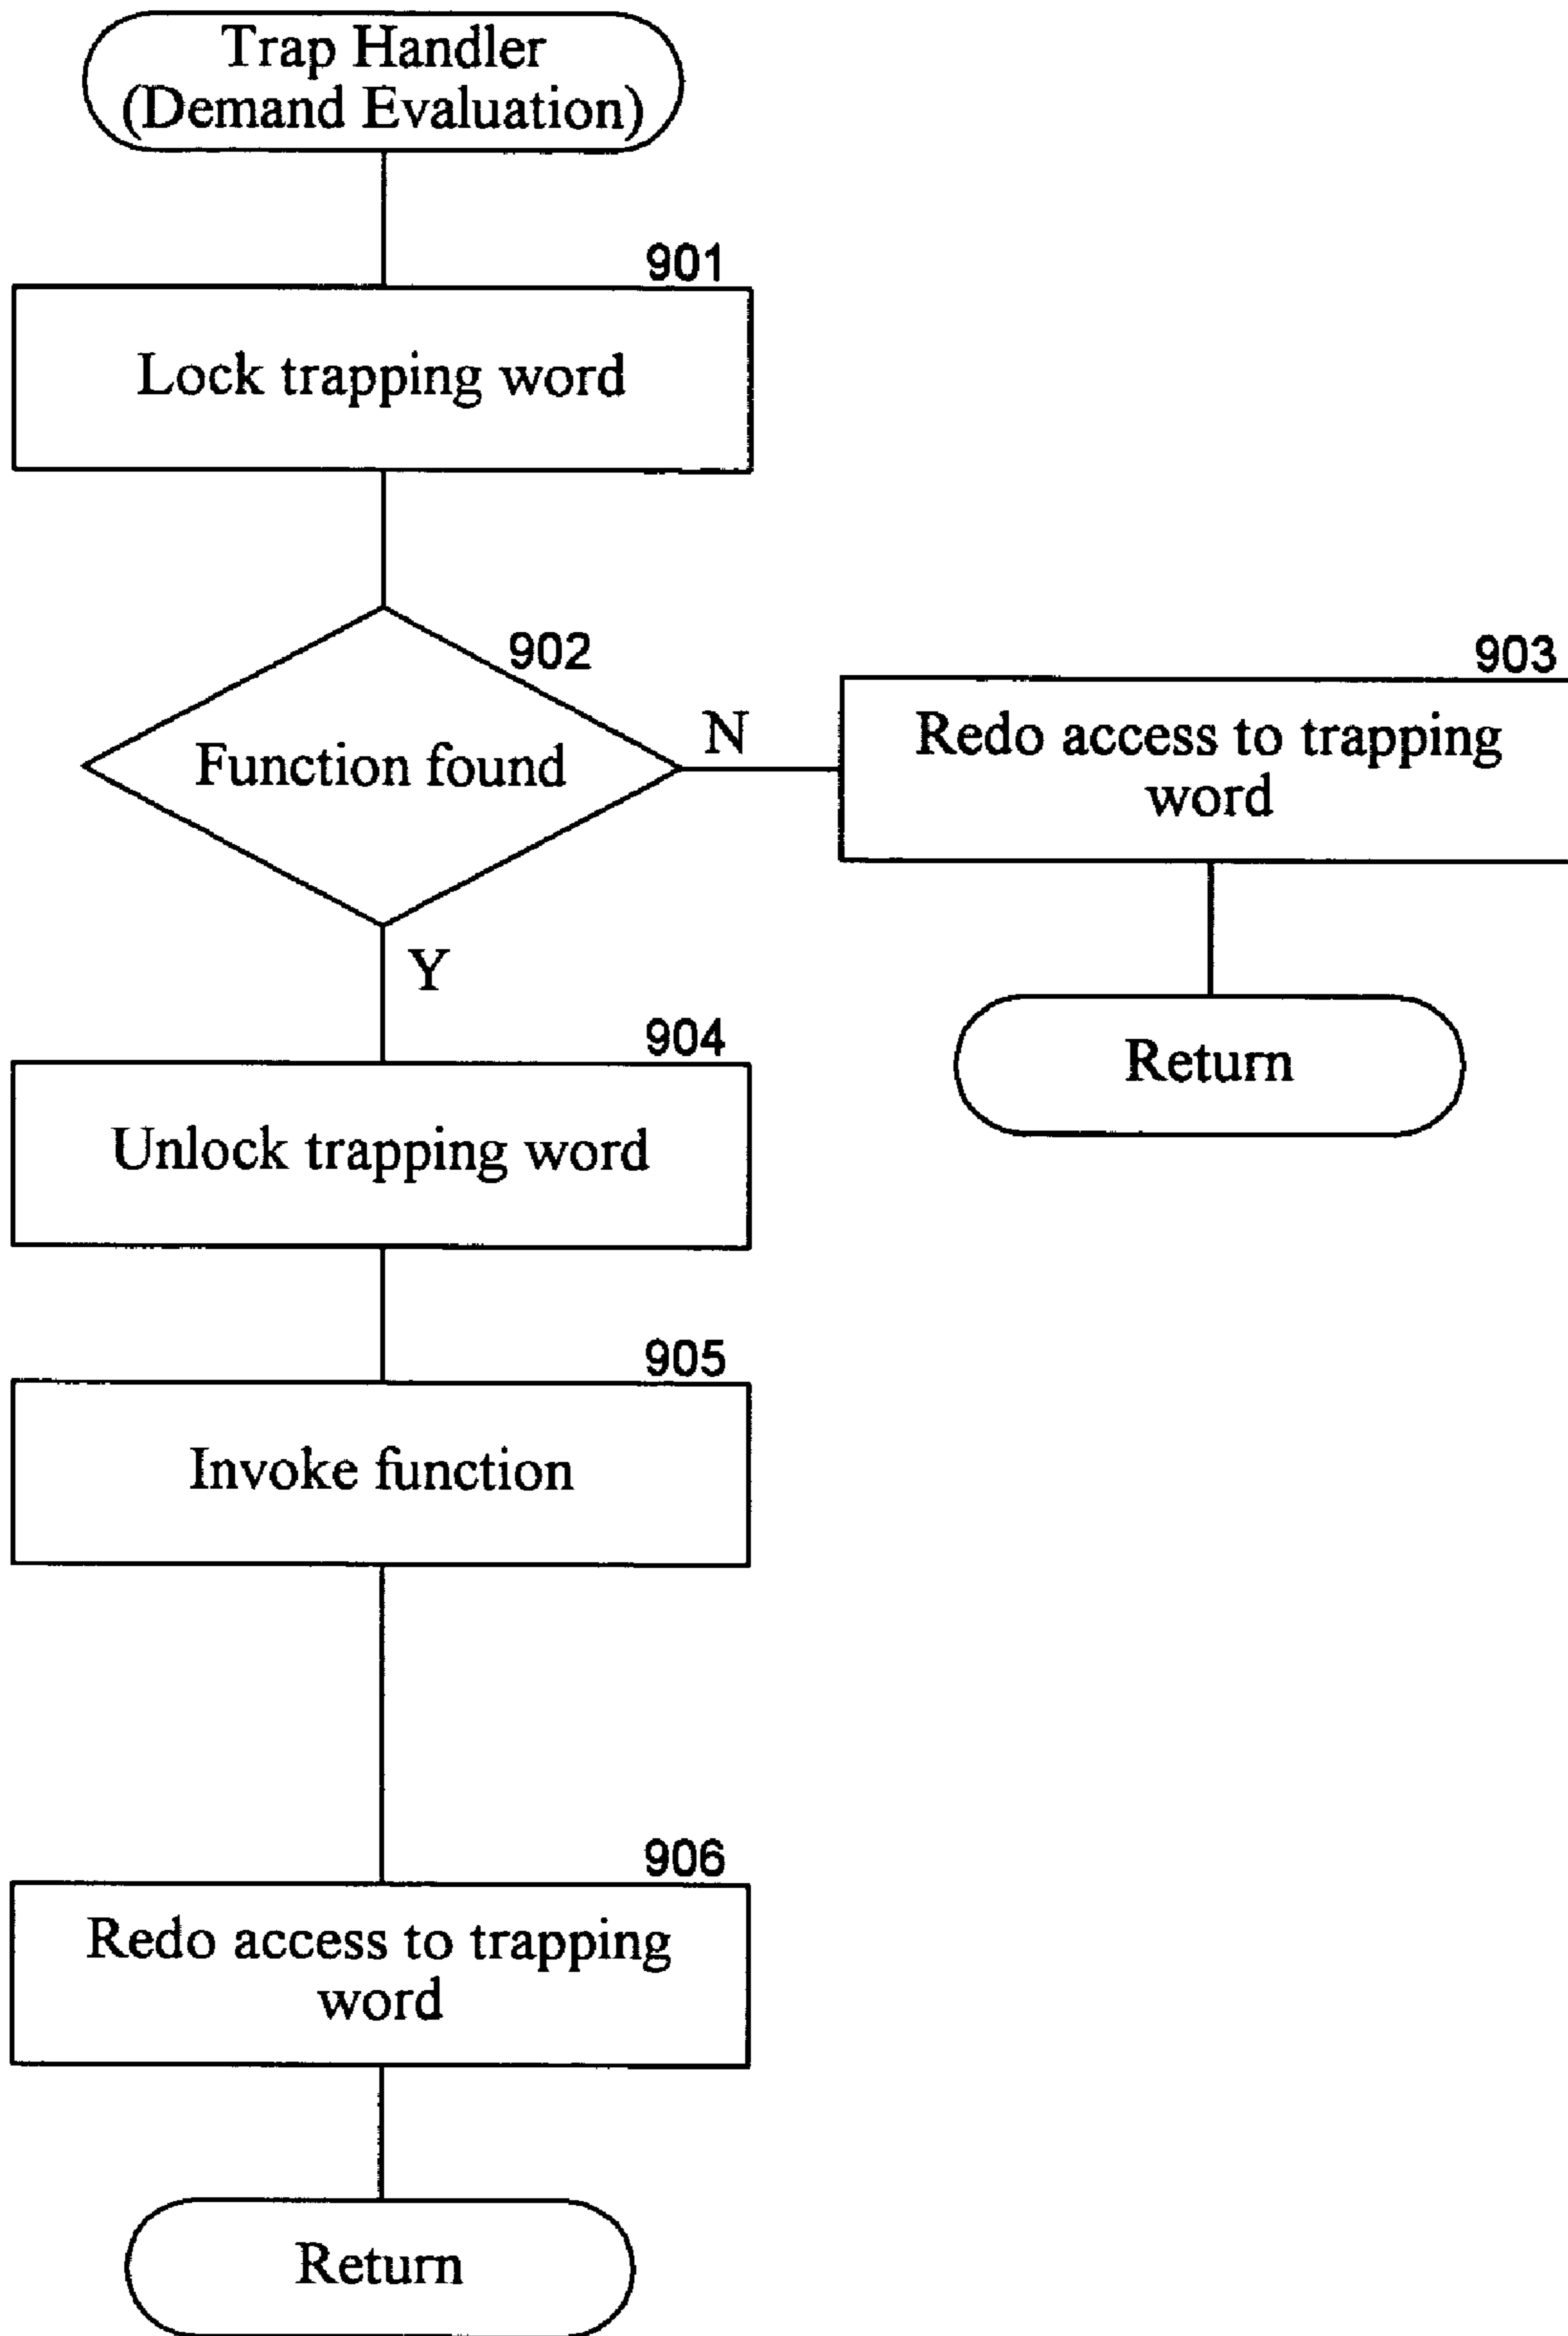 Trap Handler
(Demand Evaluation)
901
Lock trapping word
902
Function found
N
903
Redo access to trapping
word
Return
Y
904
Unlock trapping word
905
Invoke function
906
Redo access to trapping
word
Return